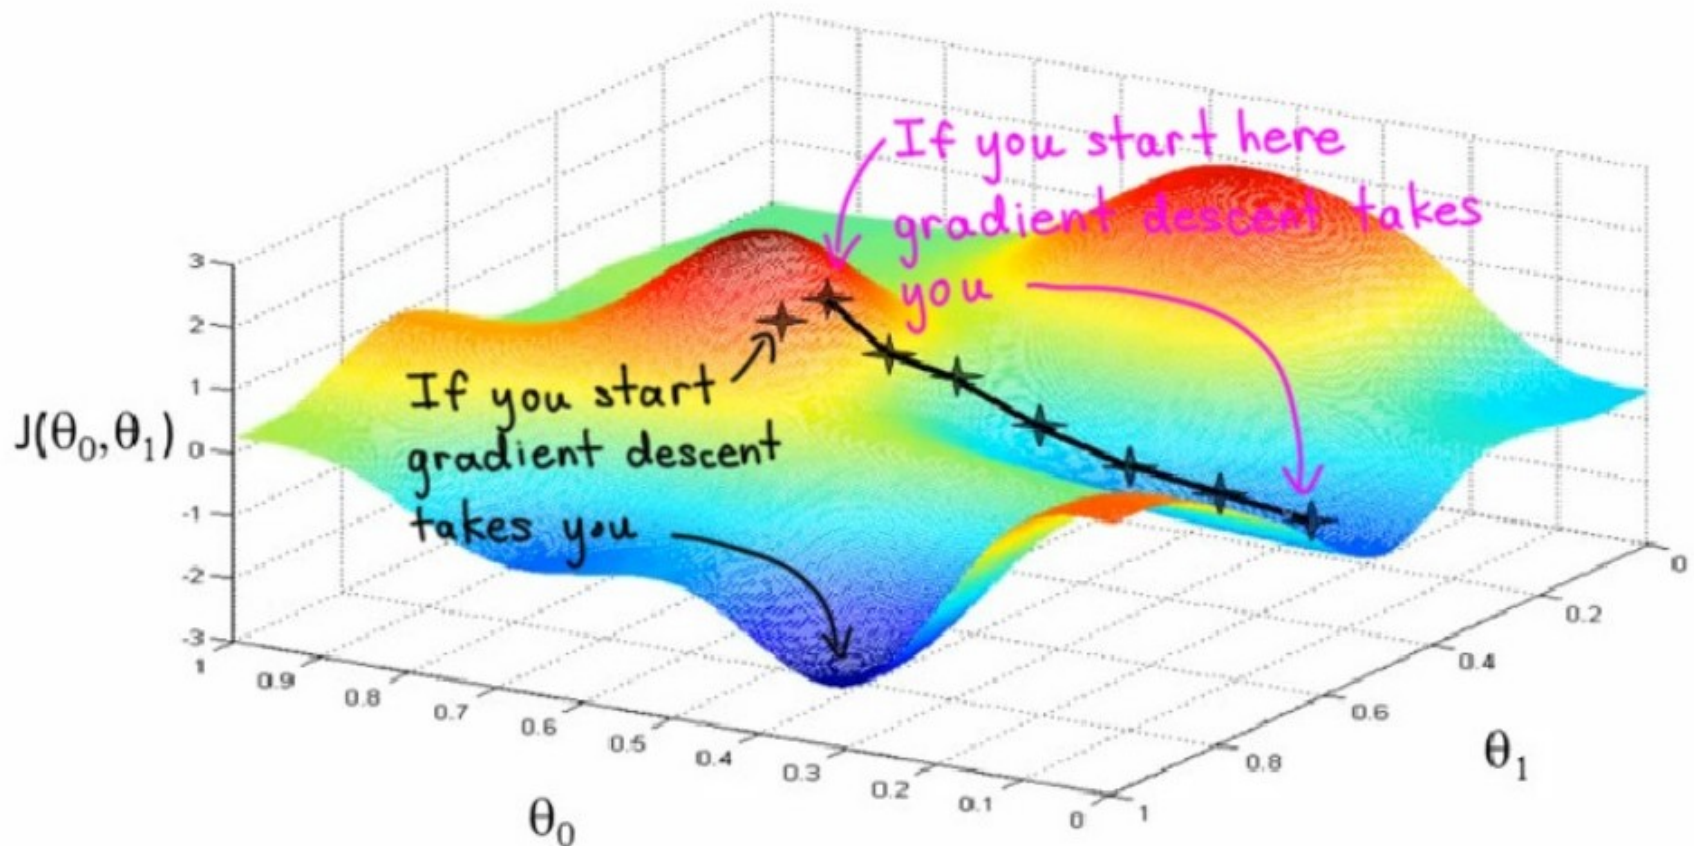 If you start here
gradient descent takes
you
If you start
gradient descent
takes you
J(θ₀,θ₁)
3
2
1
0
-1
-2
-3
1
0.9
0.8
0.7
0.6
0.5
0.4
0.3
0.2
0.1
0
θ₀
0
0.2
0.4
0.6
0.8
1
θ₁